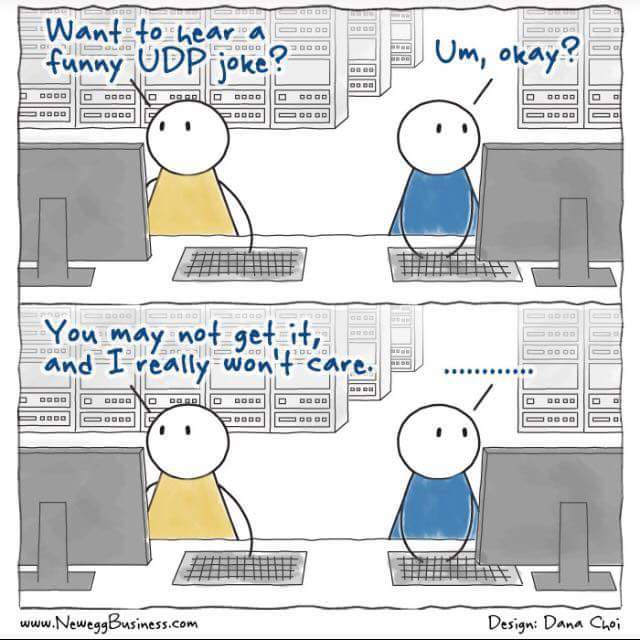 Want to hear a
funny UDP joke?
Um, okay?
You may not get it,
and I really won't care.
............
www.NeweggBusiness.com
Design: Dana Choi